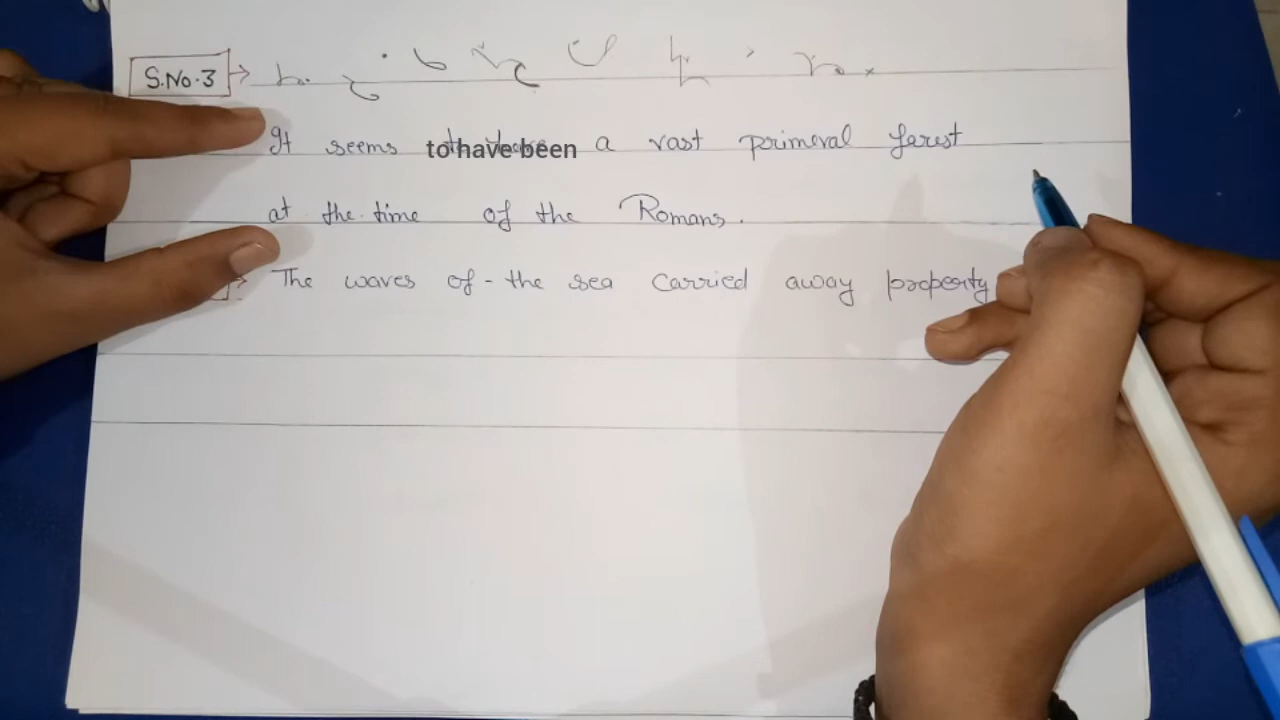 S.No.3 →
It seems to have been a vast primeval forest
at the time of the Romans.
The waves of - the sea carried away property